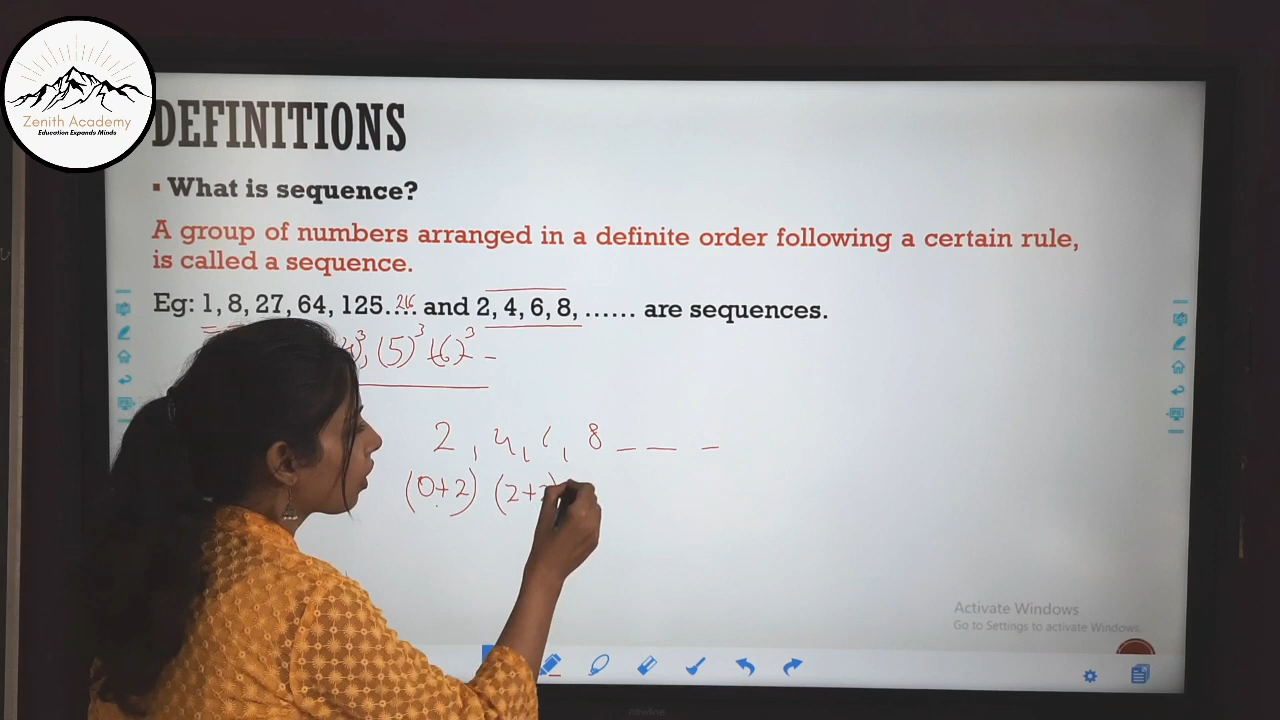 Zenith Academy
Education Expands Minds
DEFINITIONS
▪ What is sequence?
A group of numbers arranged in a definite order following a certain rule,
is called a sequence.
Eg: 1, 8, 27, 64, 125.... 216 and 2, 4, 6, 8, ...... are sequences.
(5)³ (6)³ –
2, 4, 6, 8 – – –
(0+2) (2+
Activate Windows
Go to Settings to activate Windows.